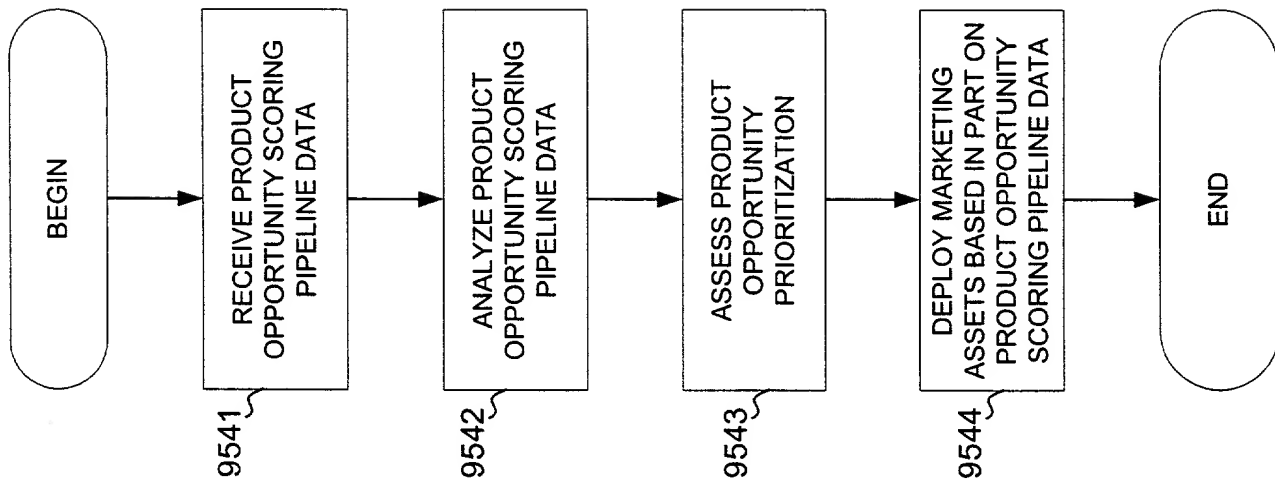 BEGIN
9541
RECEIVE PRODUCT
OPPORTUNITY SCORING
PIPELINE DATA
9542
ANALYZE PRODUCT
OPPORTUNITY SCORING
PIPELINE DATA
9543
ASSESS PRODUCT
OPPORTUNITY
PRIORITIZATION
9544
DEPLOY MARKETING
ASSETS BASED IN PART ON
PRODUCT OPPORTUNITY
SCORING PIPELINE DATA
END